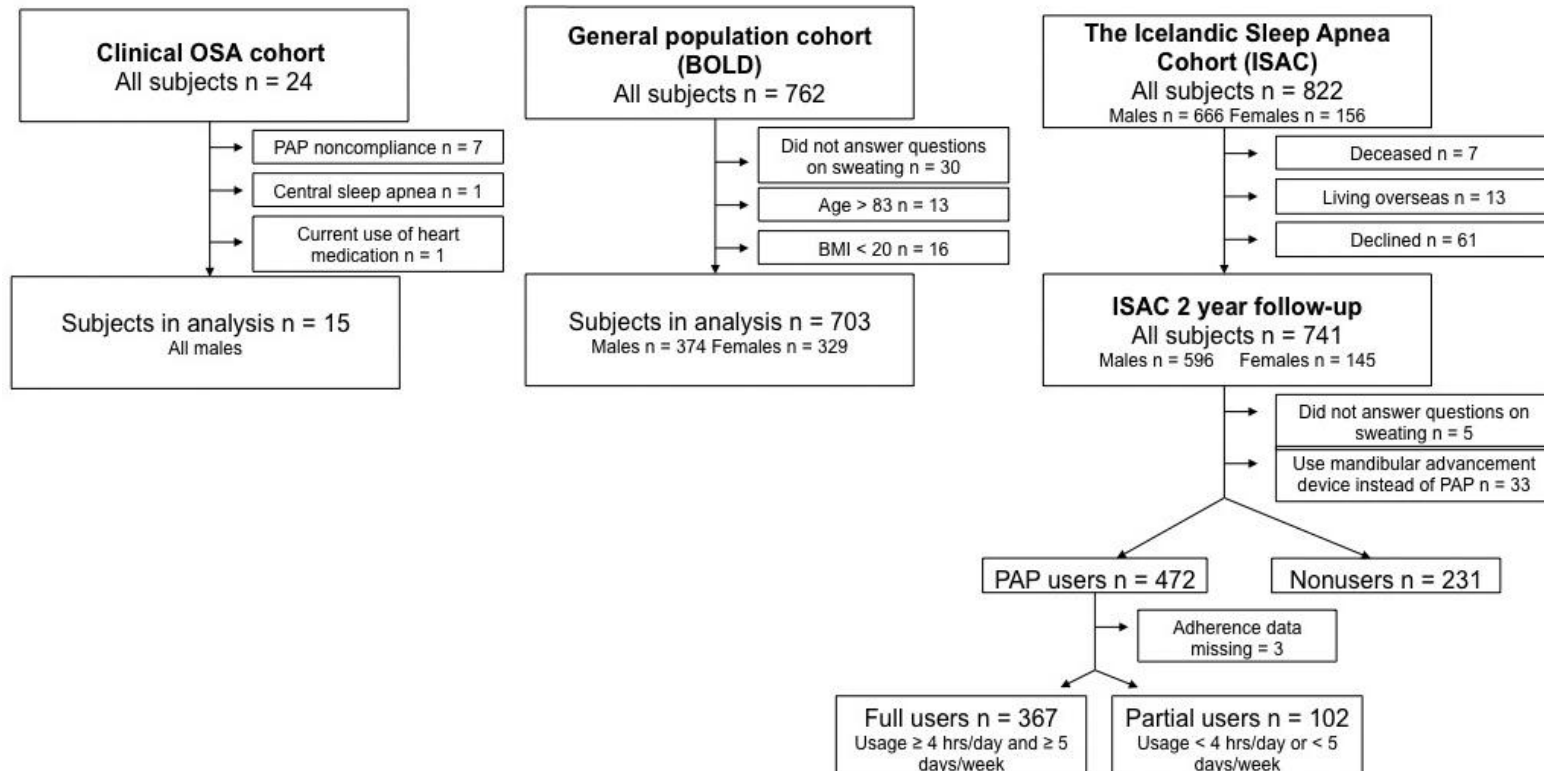 Clinical OSA cohort
All subjects n = 24
PAP noncompliance n = 7
Central sleep apnea n = 1
Current use of heart
medication n = 1
Subjects in analysis n = 15
All males
General population cohort
(BOLD)
All subjects n = 762
Did not answer questions
on sweating n = 30
Age > 83 n = 13
BMI < 20 n = 16
Subjects in analysis n = 703
Males = 374 Females n = 329
The Icelandic Sleep Apnea
Cohort (ISAC)
All subjects n = 822
Males n = 666 Females n = 156
Deceased n = 7
Living overseas n = 13
Declined n = 61
ISAC 2 year follow-up
All subjects n = 741
Males n = 596 Females n = 145
Did not answer questions on
sweating n = 5
Use mandibular advancement
device instead of PAP n = 33
PAP users n = 472
Nonusers n = 231
Adherence data
missing = 3
Full users n = 367
Usage ≥ 4 hrs/day and ≥ 5
days/week
Partial users n = 102
Usage < 4 hrs/day or < 5
days/week